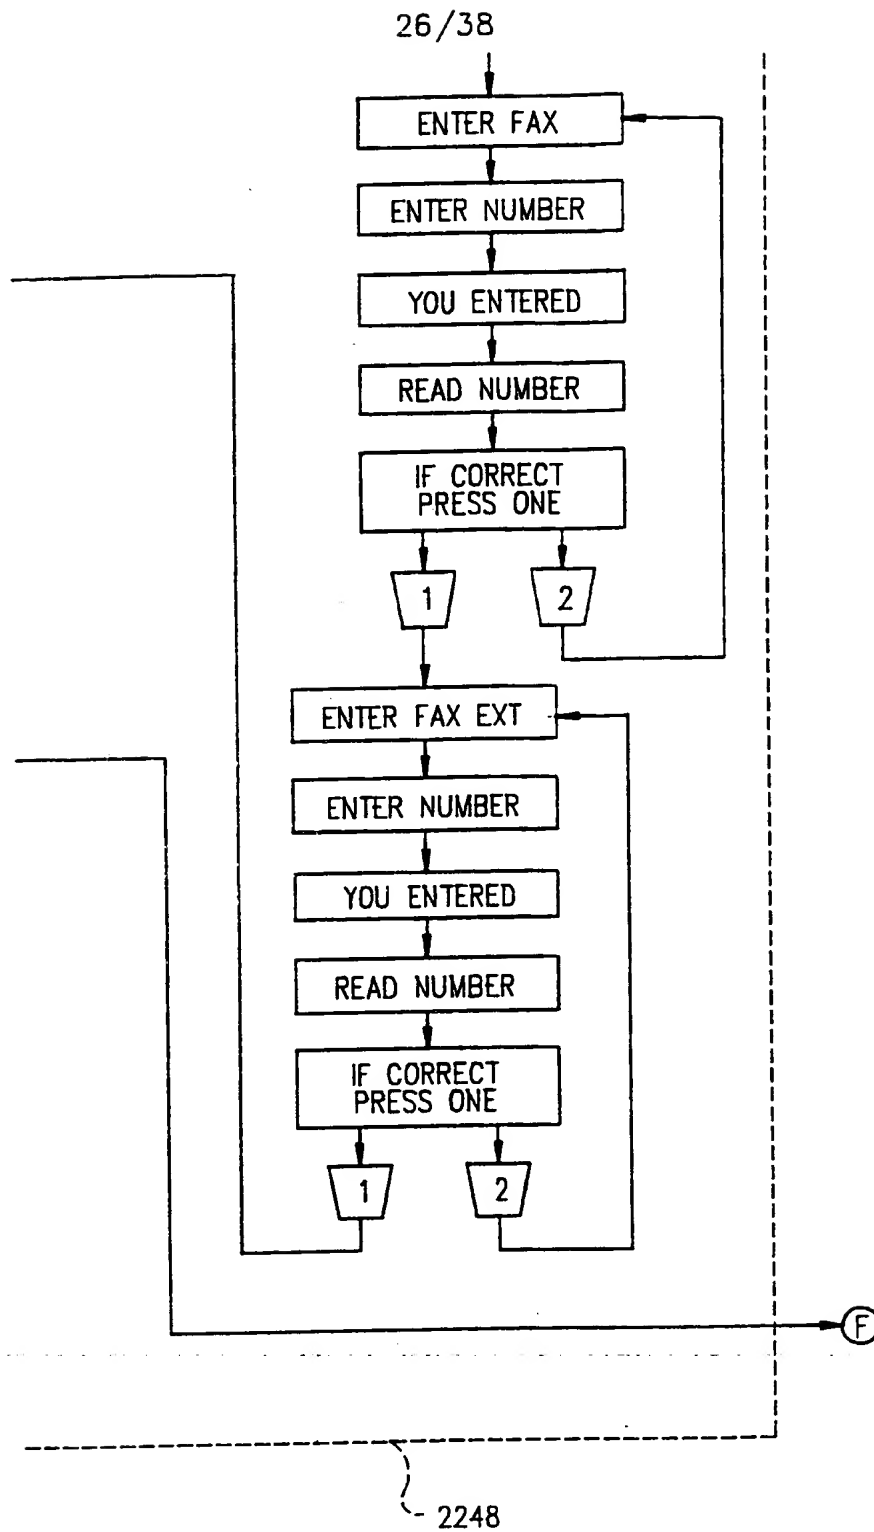 26/38
ENTER FAX
ENTER NUMBER
YOU ENTERED
READ NUMBER
IF CORRECT
PRESS ONE
1
2
ENTER FAX EXT
ENTER NUMBER
YOU ENTERED
READ NUMBER
IF CORRECT
PRESS ONE
1
2
F
2248